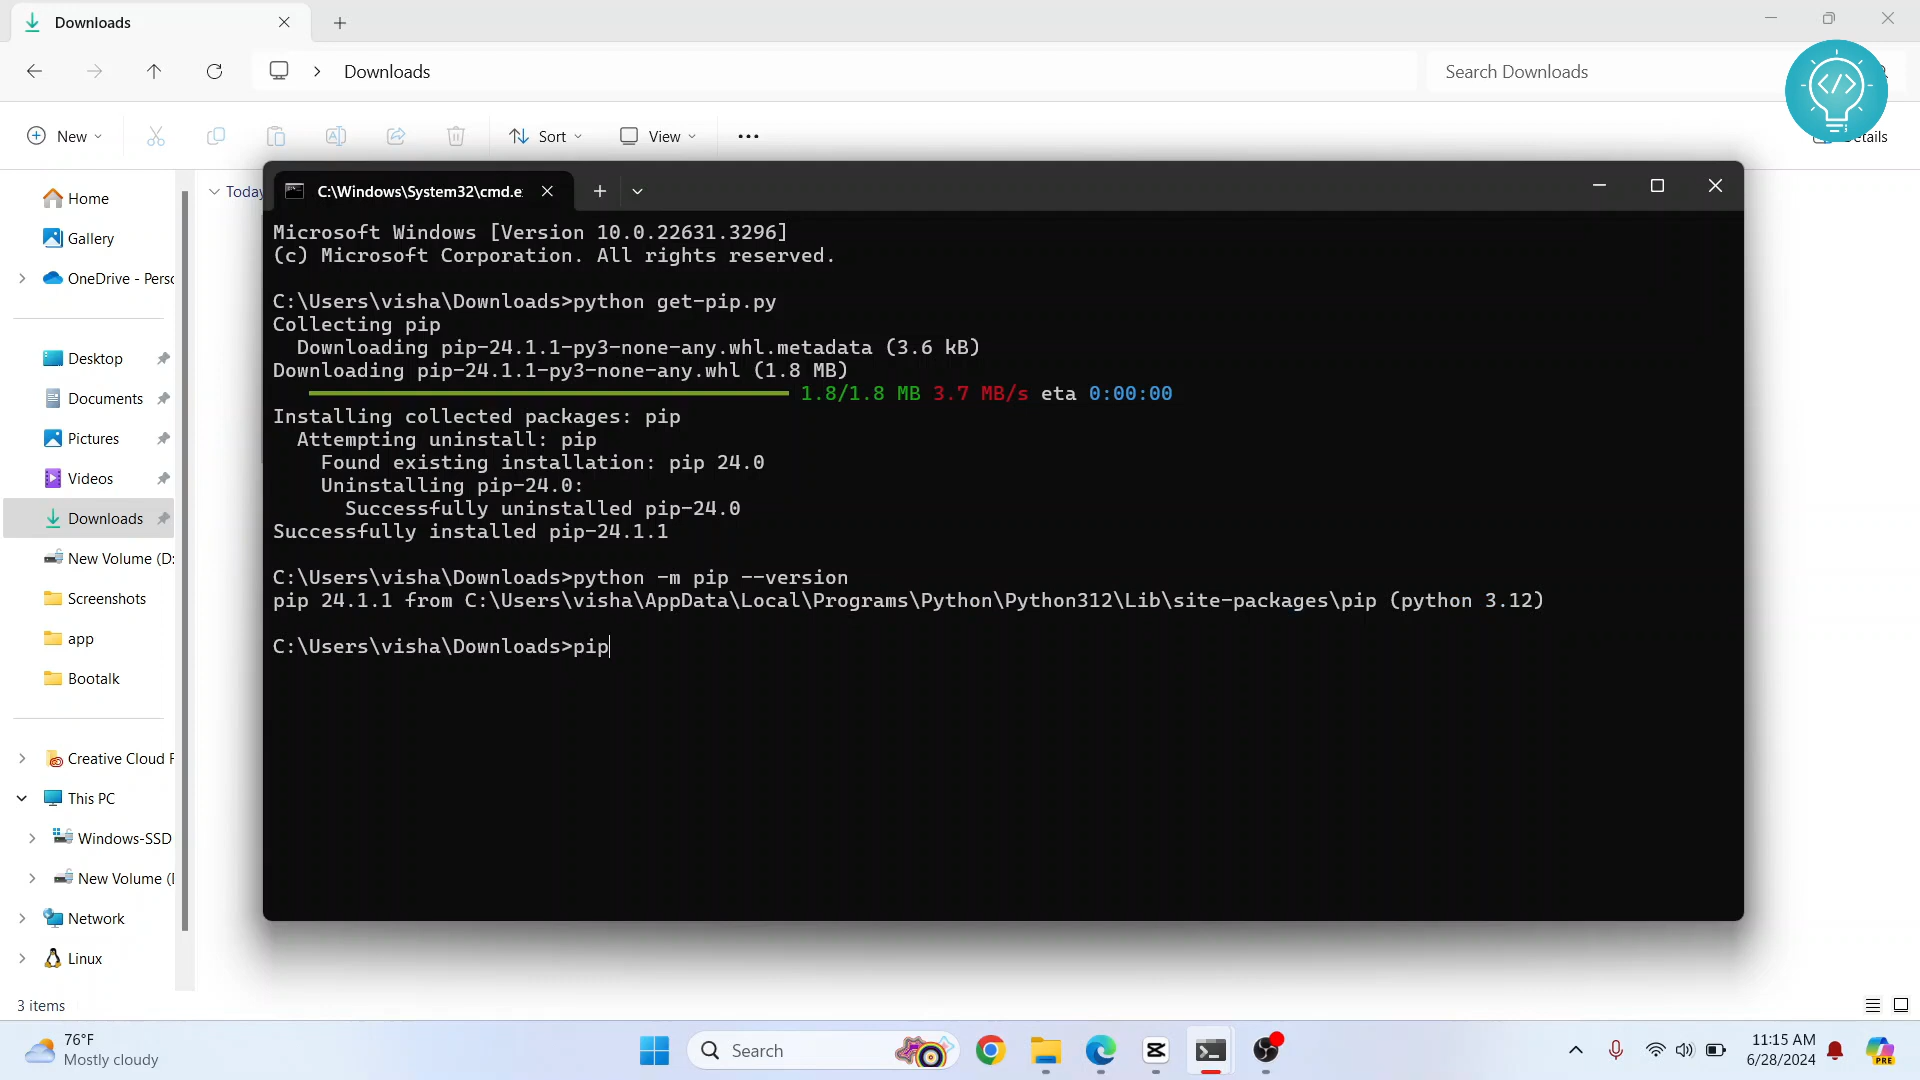 Downloads
Downloads
Search Downloads
New
Sort
View
Details
Home
Gallery
OneDrive - Perso
Desktop
Documents
Pictures
Videos
Downloads
New Volume (D:
Screenshots
app
Bootalk
Creative Cloud F
This PC
Windows-SSD
New Volume (
Network
Linux
Today
</>
C:\Windows\System32\cmd.e
Microsoft Windows [Version 10.0.22631.3296]
(c) Microsoft Corporation. All rights reserved.
C:\Users\visha\Downloads>python get-pip.py
Collecting pip
Downloading pip-24.1.1-py3-none-any.whl.metadata (3.6 kB)
Downloading pip-24.1.1-py3-none-any.whl (1.8 MB)
1.8/1.8 MB 3.7 MB/s eta 0:00:00
Installing collected packages: pip
Attempting uninstall: pip
Found existing installation: pip 24.0
Uninstalling pip-24.0:
Successfully uninstalled pip-24.0
Successfully installed pip-24.1.1
C:\Users\visha\Downloads>python -m pip --version
pip 24.1.1 from C:\Users\visha\AppData\Local\Programs\Python\Python312\Lib\site-packages\pip (python 3.12)
C:\Users\visha\Downloads>pip
3 items
76°F
Mostly cloudy
Search
11:15 AM
6/28/2024
PRE